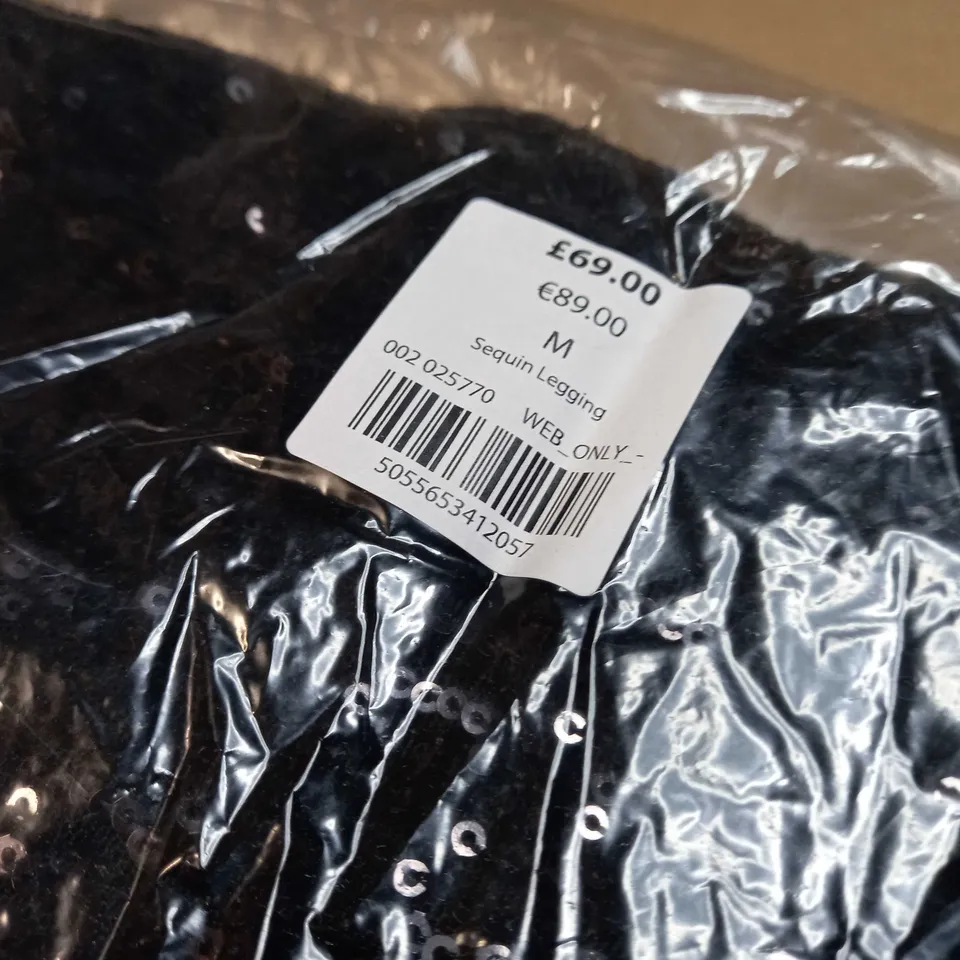 £69.00
€89.00
M
Sequin Legging
002 025770 WEB_ONLY_-
5055653412057